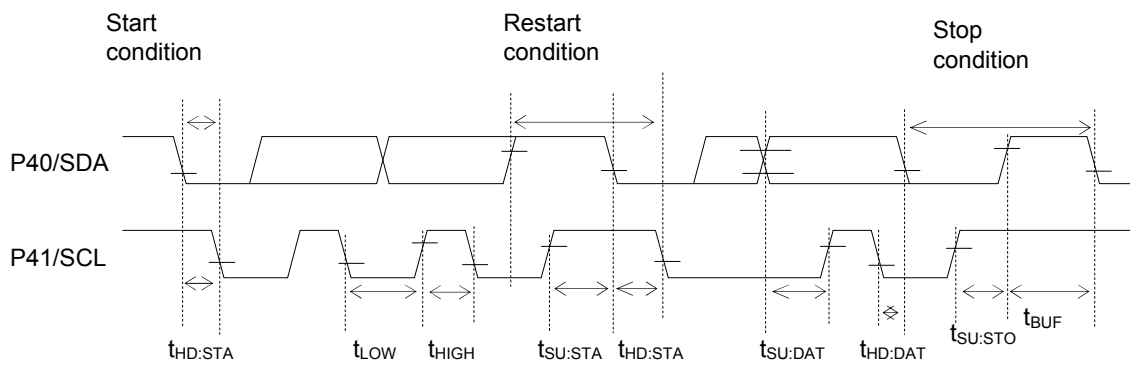 Start
condition
Restart
condition
Stop
condition
P40/SDA
P41/SCL
tHD:STA
tLOW
tHIGH
tSU:STA
tHD:STA
tSU:DAT
tHD:DAT
tSU:STO
tBUF